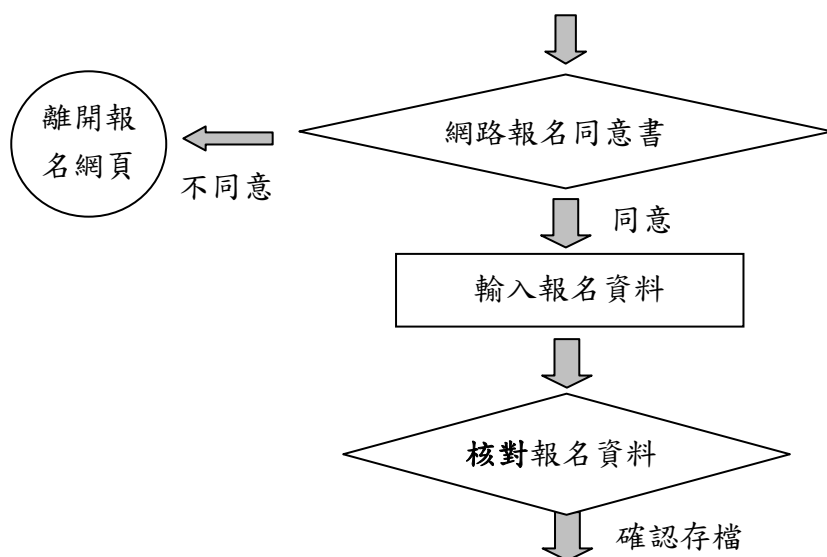 離開報
名網頁
網路報名同意書
不同意
同意
輸入報名資料
核對報名資料
確認存檔